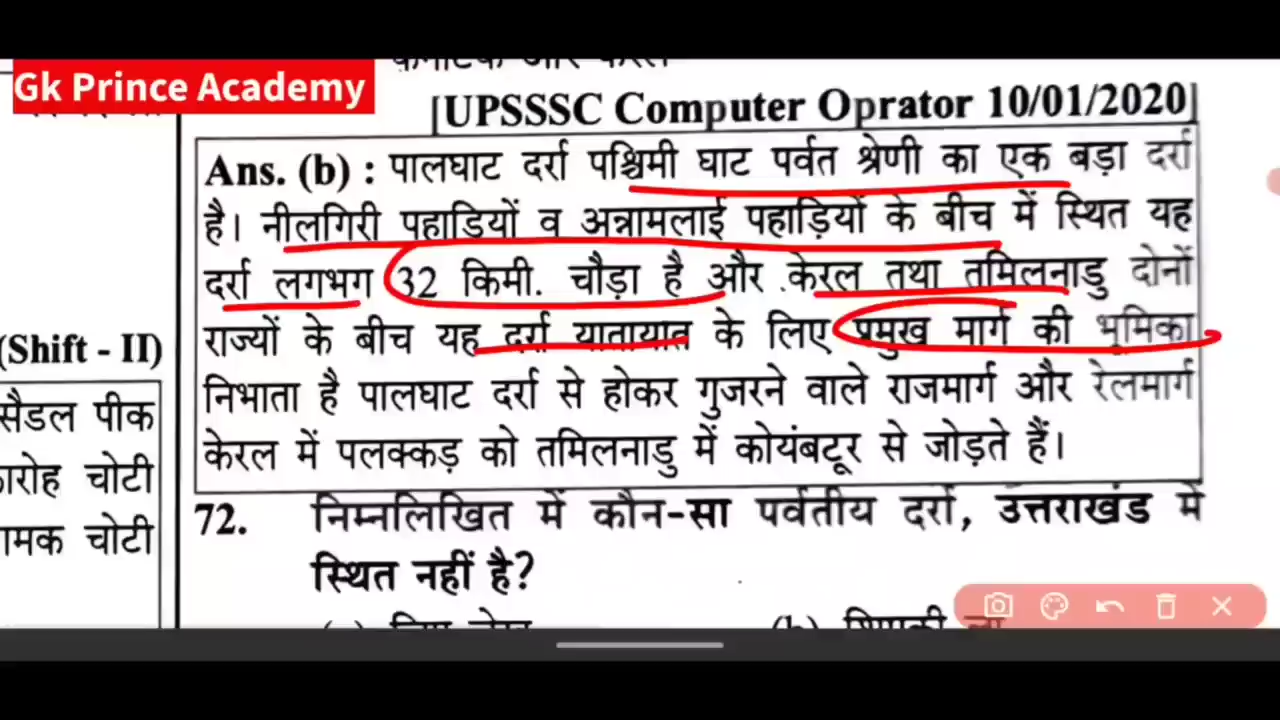 Gk Prince Academy
[UPSSSC Computer Oprator 10/01/2020]
Ans. (b) : पालघाट दर्रा पश्चिमी घाट पर्वत श्रेणी का एक बड़ा दर्रा
है। नीलगिरी पहाडियों व अन्नामलाई पहाड़ियों के बीच में स्थित यह
दर्रा लगभग 32 किमी. चौड़ा है और केरल तथा तमिलनाडु दोनों
राज्यों के बीच यह दर्रा यातायात के लिए प्रमुख मार्ग की भूमिका
निभाता है पालघाट दर्रा से होकर गुजरने वाले राजमार्ग और रेलमार्ग
केरल में पलक्कड़ को तमिलनाडु में कोयंबटूर से जोड़ते हैं।
(Shift - II)
सैडल पीक
चोटी
चोटी
72. निम्नलिखित में कौन-सा पर्वतीय दर्रा, उत्तराखंड में
स्थित नहीं है?